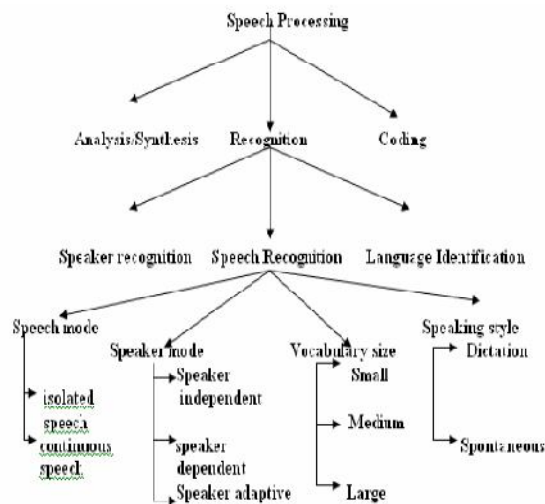 Speech Processing
Analysis/Synthesis Recognition Coding
Speaker recognition Speech Recognition Language Identification
Speech mode
isolated
speech
continuous
speech
Speaker mode
Speaker
independent
speaker
dependent
Speaker adaptive
Vocabulary size
Small
Medium
Large
Speaking style
Dictation
Spontaneous